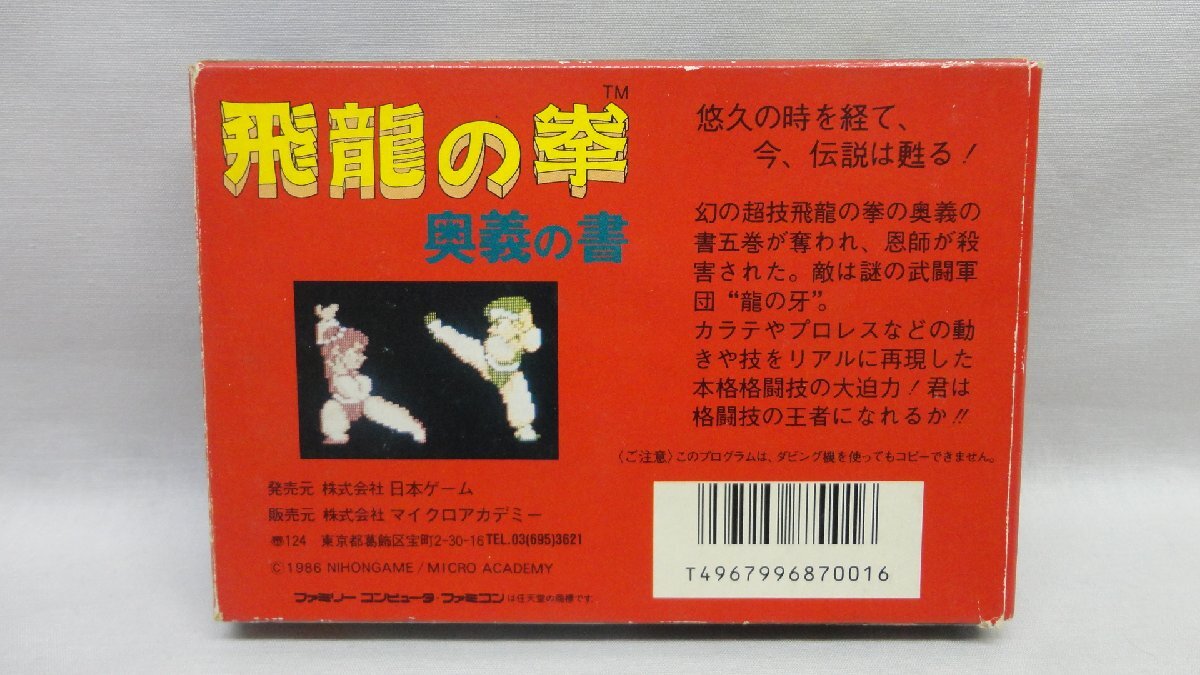 飛龍の拳
TM
奥義の書
発売元 株式会社 日本ゲーム
販売元 株式会社 マイクロアカデミー
〠124 東京都葛飾区宝町2-30-16 TEL.03(695)3621
©1986 NIHONGAME / MICRO ACADEMY
ファミリーコンピュータ・ファミコンは任天堂の商標です
悠久の時を経て、
今、伝説は甦る!
幻の超技飛龍の拳の奥義の
書五巻が奪われ、恩師が殺
害された。敵は謎の武闘軍
団“龍の牙”。
カラテやプロレスなどの動
きや技をリアルに再現した
本格格闘技の大迫力!君は
格闘技の王者になれるか!!
〈ご注意〉このプログラムは、ダビング機を使ってもコピーできません。
T4967996870016